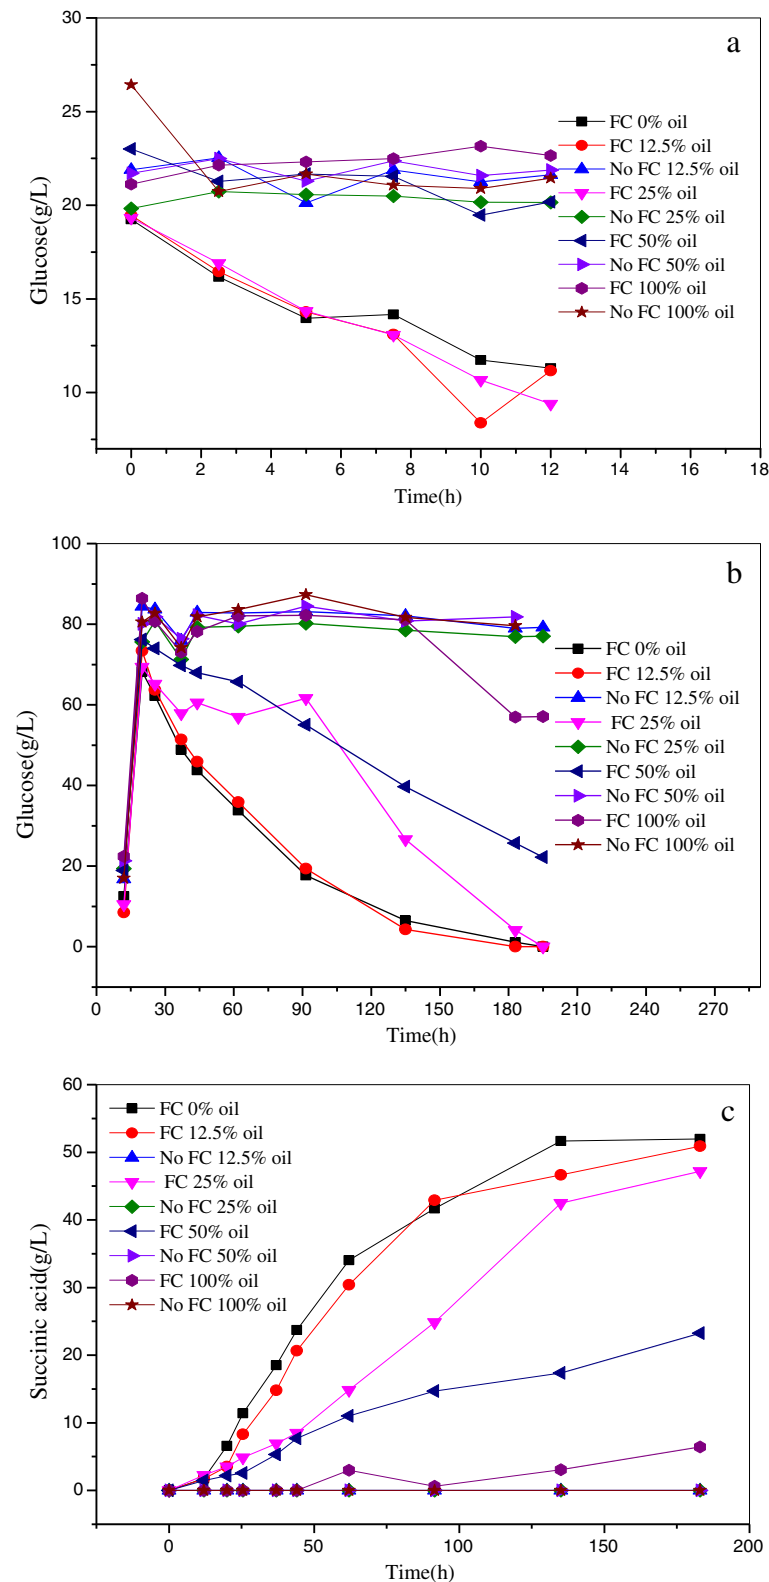 a
30
25
20
15
10
Glucose(g/L)
FC 0% oil
FC 12.5% oil
No FC 12.5% oil
FC 25% oil
No FC 25% oil
FC 50% oil
No FC 50% oil
FC 100% oil
No FC 100% oil
0 2 4 6 8 10 12 14 16 18
Time(h)
b
100
80
60
40
20
0
Glucose(g/L)
FC 0% oil
FC 12.5% oil
No FC 12.5% oil
FC 25% oil
No FC 25% oil
FC 50% oil
No FC 50% oil
FC 100% oil
No FC 100% oil
0 30 60 90 120 150 180 210 240 270
Time(h)
c
60
50
40
30
20
10
0
Succinic acid(g/L)
FC 0% oil
FC 12.5% oil
No FC 12.5% oil
FC 25% oil
No FC 25% oil
FC 50% oil
No FC 50% oil
FC 100% oil
No FC 100% oil
0 50 100 150 200
Time(h)